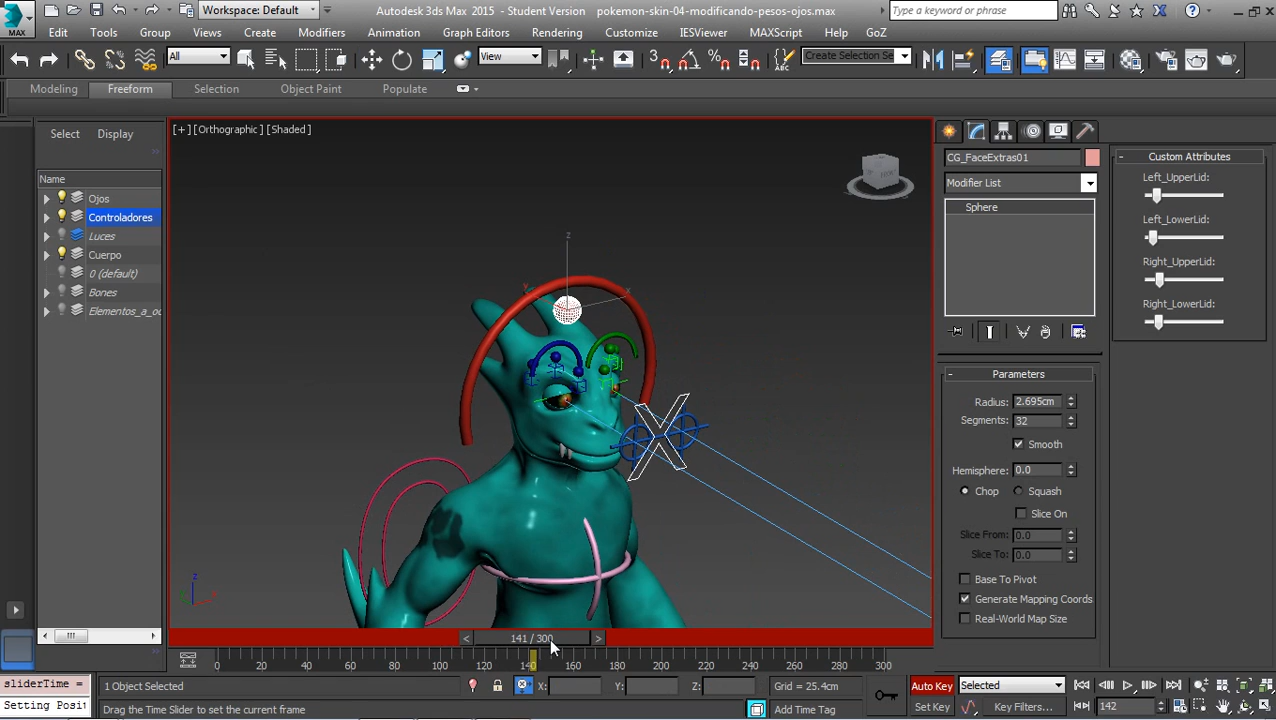 MAX
Workspace: Default
Autodesk 3ds Max 2015 - Student Version pokemon-skin-04-modificando-pesos-ojos.max
Type a keyword or phrase
Edit Tools Group Views Create Modifiers Animation Graph Editors Rendering Customize IESViewer MAXScript Help GoZ
All View Create Selection Se
Modeling Freeform Selection Object Paint Populate
Select Display
Name
Ojos
Controladores
Luces
Cuerpo
0 (default)
Bones
Elementos_a_oc
[+] [Orthographic] [Shaded]
CG_FaceExtras01
Modifier List
Sphere
Parameters
Radius: 2.695cm
Segments: 32
Smooth
Hemisphere: 0.0
Chop Squash
Slice On
Slice From: 0.0
Slice To: 0.0
Base To Pivot
Generate Mapping Coords
Real-World Map Size
Custom Attributes
Left_UpperLid:
Left_LowerLid:
Right_UpperLid:
Right_LowerLid:
141 / 300
0 20 40 60 80 100 120 140 160 180 200 220 240 260 280 300
sliderTime =
Setting Posit
1 Object Selected
X: Y: Z: Grid = 25.4cm
Drag the Time Slider to set the current frame
Add Time Tag
Auto Key Selected
Set Key Key Filters...
142